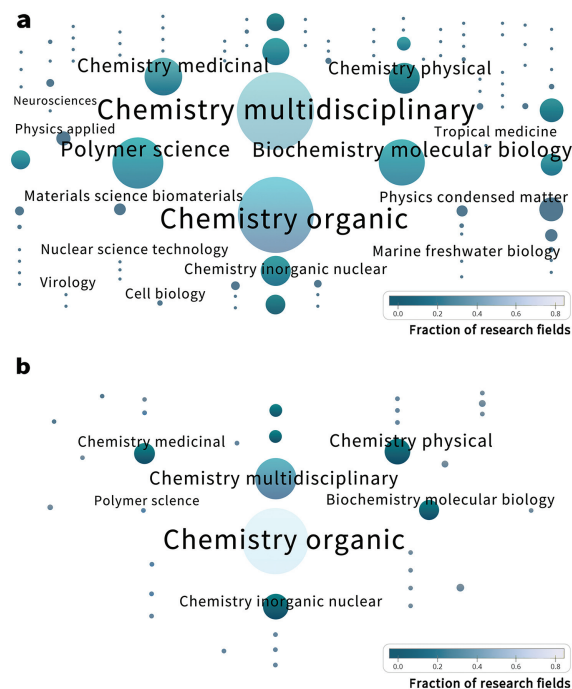 a
Chemistry medicinal
Chemistry physical
Neurosciences
Chemistry multidisciplinary
Physics applied
Tropical medicine
Polymer science
Biochemistry molecular biology
Materials science biomaterials
Physics condensed matter
Chemistry organic
Nuclear science technology
Marine freshwater biology
Chemistry inorganic nuclear
Virology
Cell biology
0.0 0.2 0.4 0.6 0.8
Fraction of research fields
b
Chemistry medicinal
Chemistry physical
Chemistry multidisciplinary
Polymer science
Biochemistry molecular biology
Chemistry organic
Chemistry inorganic nuclear
0.0 0.2 0.4 0.6 0.8
Fraction of research fields